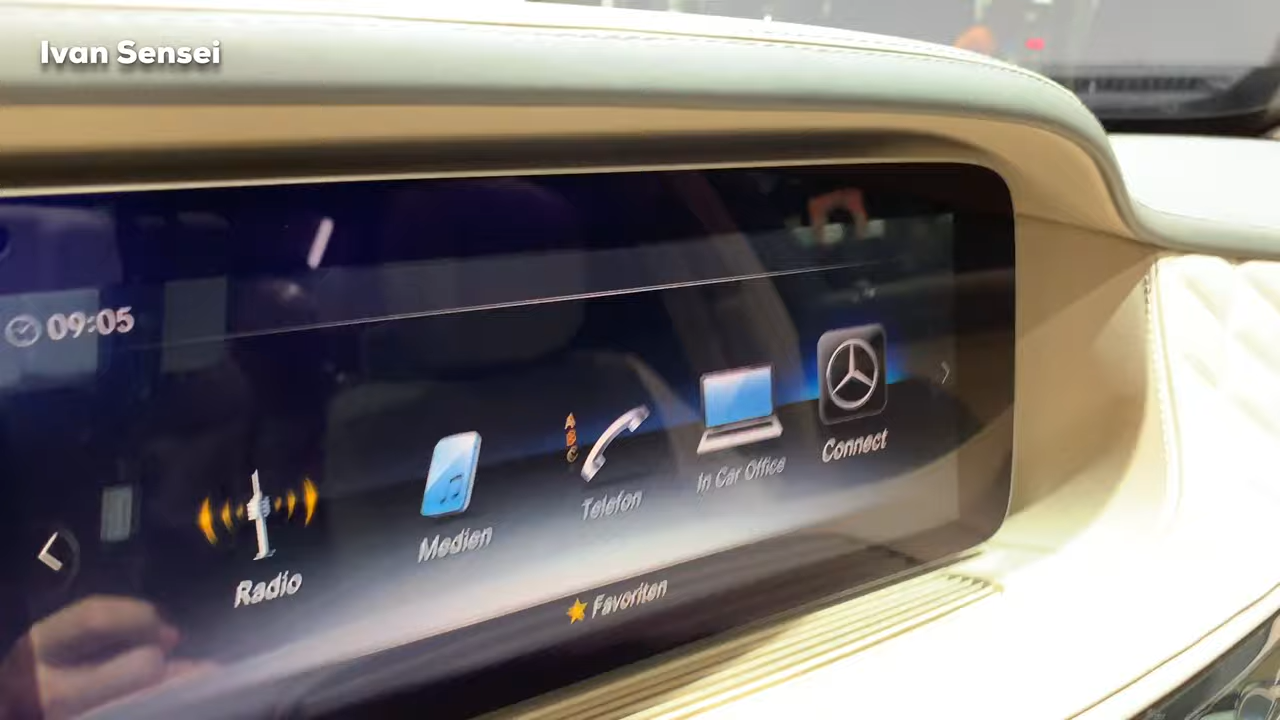 Ivan Sensei
09:05
Radio
Medien
A
B
C
Telefon
In Car Office
Connect
Favoriten